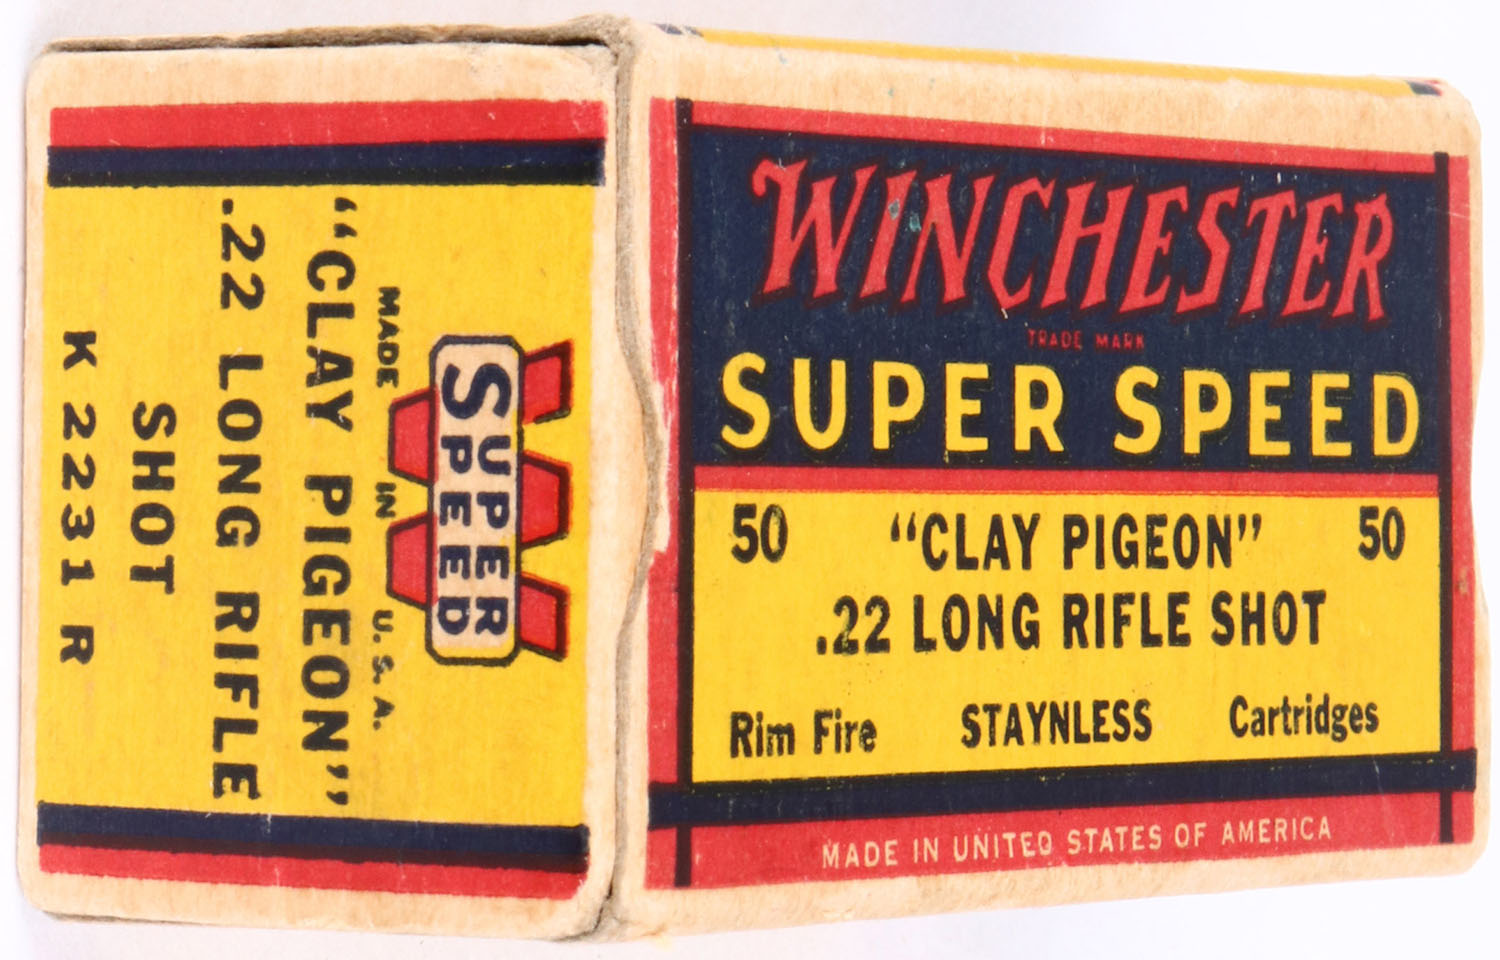 WINCHESTER
TRADE MARK
SUPER SPEED
50 "CLAY PIGEON" 50
.22 LONG RIFLE SHOT
Rim Fire STAYNLESS Cartridges
MADE IN UNITED STATES OF AMERICA
SUPER
SPEED
MADE IN U.S.A.
"CLAY PIGEON"
.22 LONG RIFLE
SHOT
K 2231 R